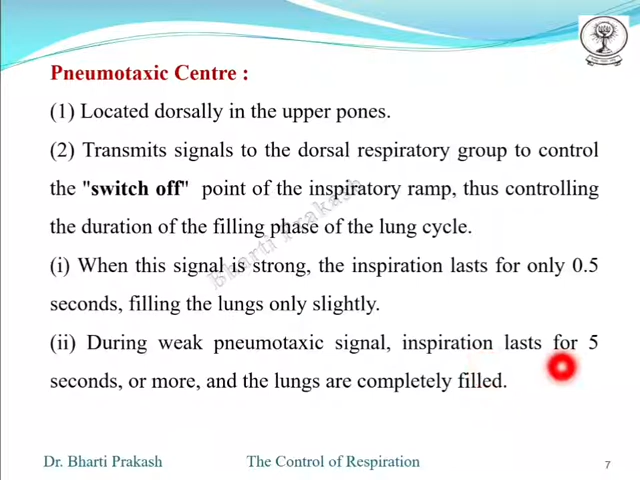 Pneumotaxic Centre :
(1) Located dorsally in the upper pones.
(2) Transmits signals to the dorsal respiratory group to control
the "switch off" point of the inspiratory ramp, thus controlling
the duration of the filling phase of the lung cycle.
(i) When this signal is strong, the inspiration lasts for only 0.5
seconds, filling the lungs only slightly.
(ii) During weak pneumotaxic signal, inspiration lasts for 5
seconds, or more, and the lungs are completely filled.
Bharti Prakash
Dr. Bharti Prakash
The Control of Respiration
7